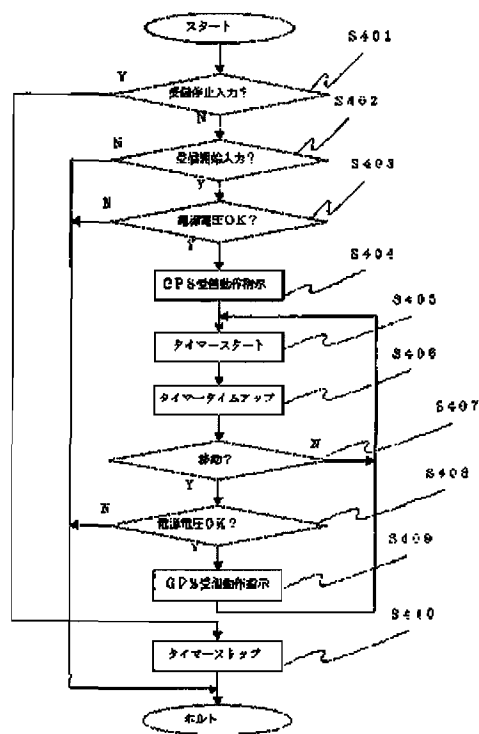 スタート
S401
Y
受信停止入力?
S402
N
N
受信開始入力?
S403
Y
N
電源電圧OK?
Y
S404
GPS受信動作指示
S405
タイマースタート
S406
タイマータイムアップ
S407
移動?
N
Y
S408
N
電源電圧OK?
Y
S409
GPS受信動作指示
S410
タイマーストップ
ホルト